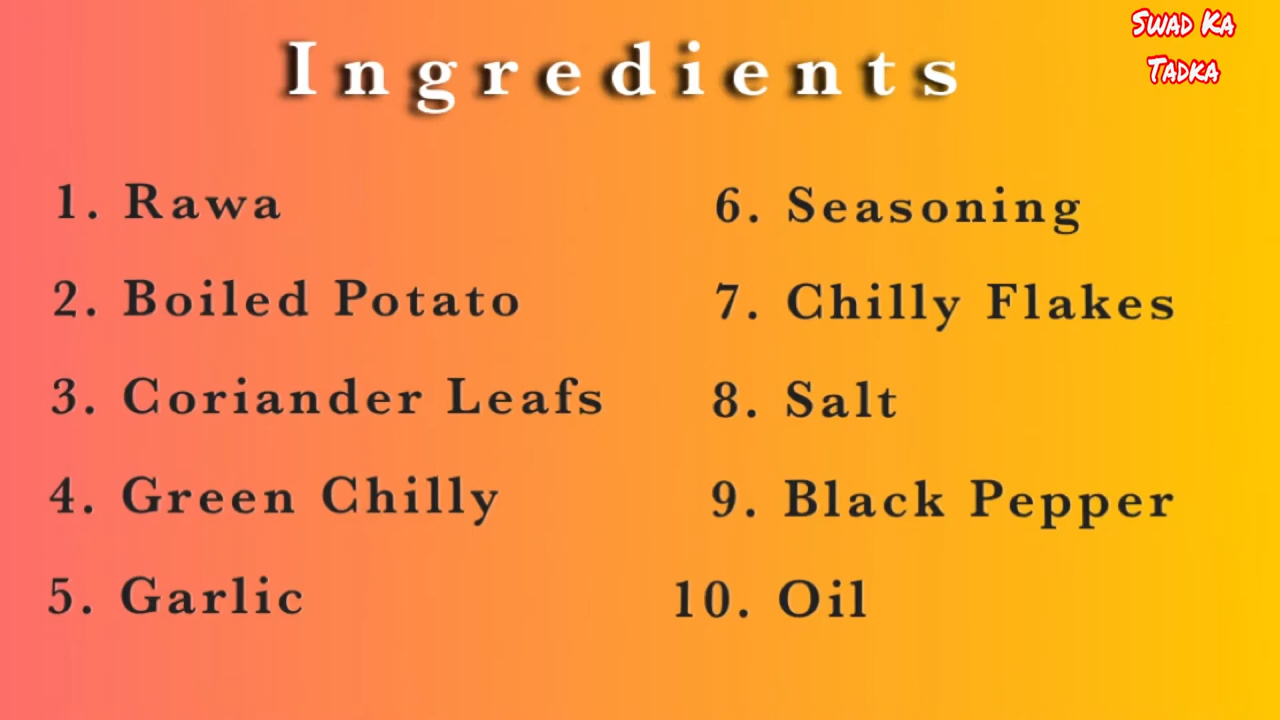 Ingredients
Swad Ka
Tadka
1. Rawa
2. Boiled Potato
3. Coriander Leafs
4. Green Chilly
5. Garlic
6. Seasoning
7. Chilly Flakes
8. Salt
9. Black Pepper
10. Oil